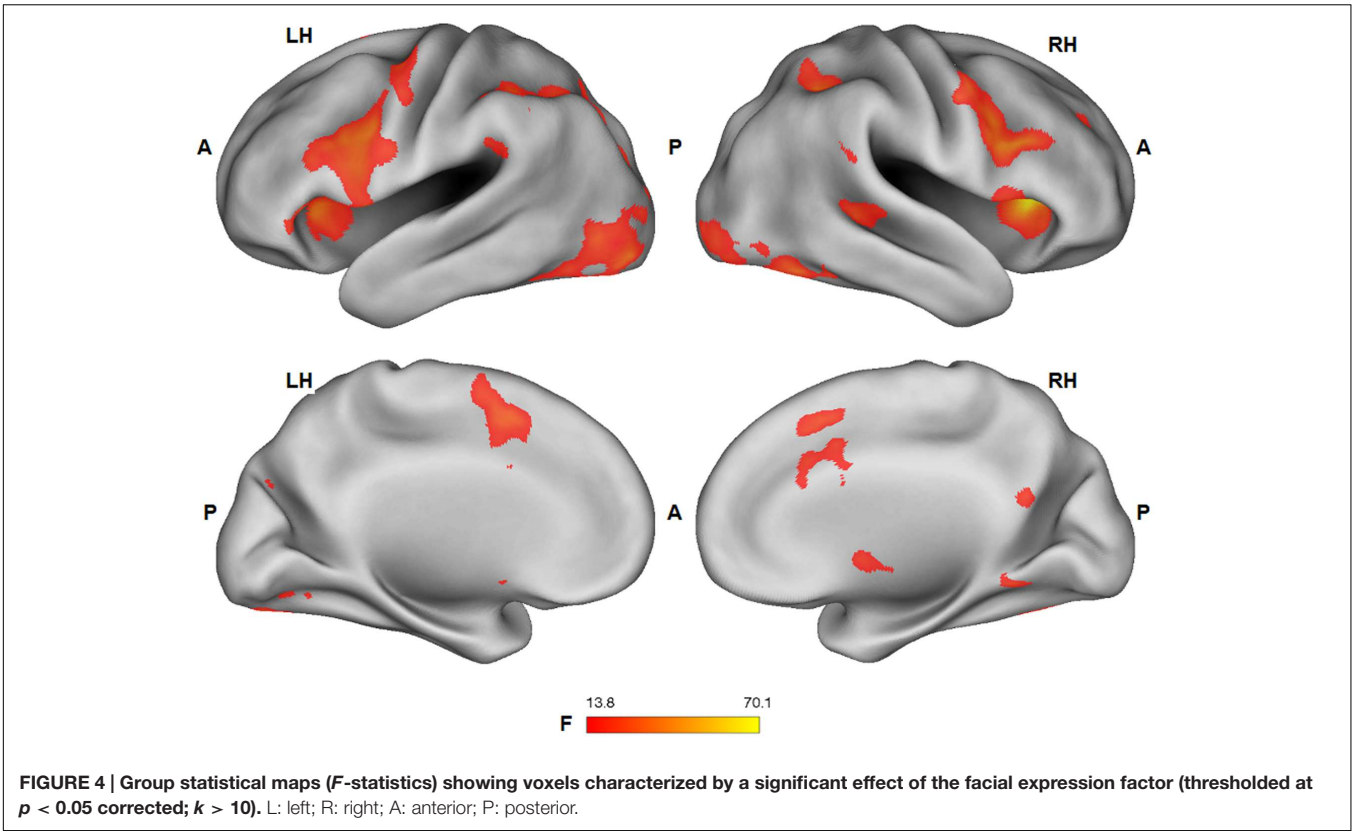 LH
RH
A
P
A
LH
RH
P
A
P
13.8
70.1
F
FIGURE 4 | Group statistical maps (F-statistics) showing voxels characterized by a significant effect of the facial expression factor (thresholded at
p < 0.05 corrected; k > 10). L: left; R: right; A: anterior; P: posterior.